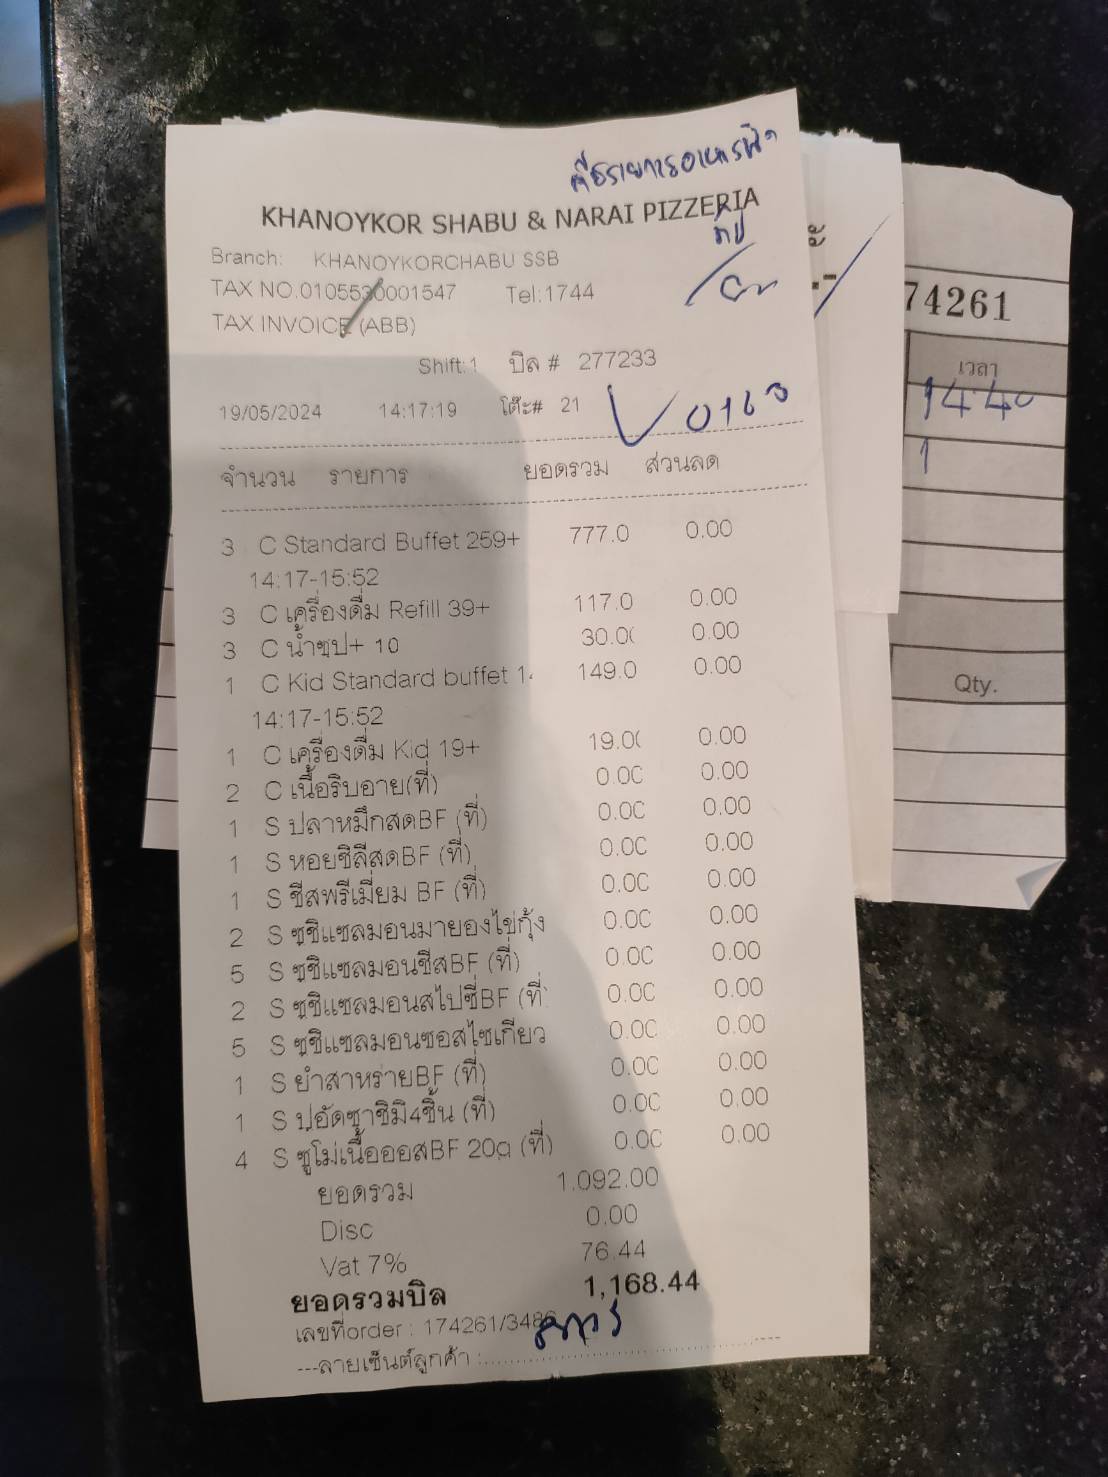 KHANOYKOR SHABU & NARAI PIZZERIA
Branch: KHANOYKORCHABU SSB
TAX NO.0105530001547 Tel:1744
TAX INVOICE (ABB)
Shift:1 บิล # 277233
19/05/2024 14:17:19 โต๊ะ# 21
จำนวน รายการ ยอดรวม ส่วนลด
3 C Standard Buffet 259+ 777.0 0.00
14:17-15:52
3 C เครื่องดื่ม Refill 39+ 117.0 0.00
3 C น้ำซุป+ 10 30.0( 0.00
1 C Kid Standard buffet 1 149.0 0.00
14:17-15:52
1 C เครื่องดื่ม Kid 19+ 19.0( 0.00
2 C เนื้อริบอาย(ที่) 0.0C 0.00
1 S ปลาหมึกสดBF (ที่) 0.0C 0.00
1 S หอยชิลีสดBF (ที่) 0.0C 0.00
1 S ชีสพรีเมี่ยม BF (ที่) 0.0C 0.00
2 S ซูชิแซลมอนมายองไข่กุ้ง 0.0C 0.00
5 S ซูชิแซลมอนชีสBF (ที่) 0.0C 0.00
2 S ซูชิแซลมอนสไปซี่BF (ที่ 0.0C 0.00
5 S ซูชิแซลมอนซอสไซเกียว 0.0C 0.00
1 S ยำสาหร่ายBF (ที่) 0.0C 0.00
1 S ปูอัดซาชิมิ4ชิ้น (ที่) 0.0C 0.00
4 S ซูโม่เนื้อออสBF 20g (ที่) 0.0C 0.00
ยอดรวม 1,092.00
Disc 0.00
Vat 7% 76.44
ยอดรวมบิล 1,168.44
เลขที่order : 174261/3486
---ลายเซ็นต์ลูกค้า :
74261
เวลา
1440
1
Qty.